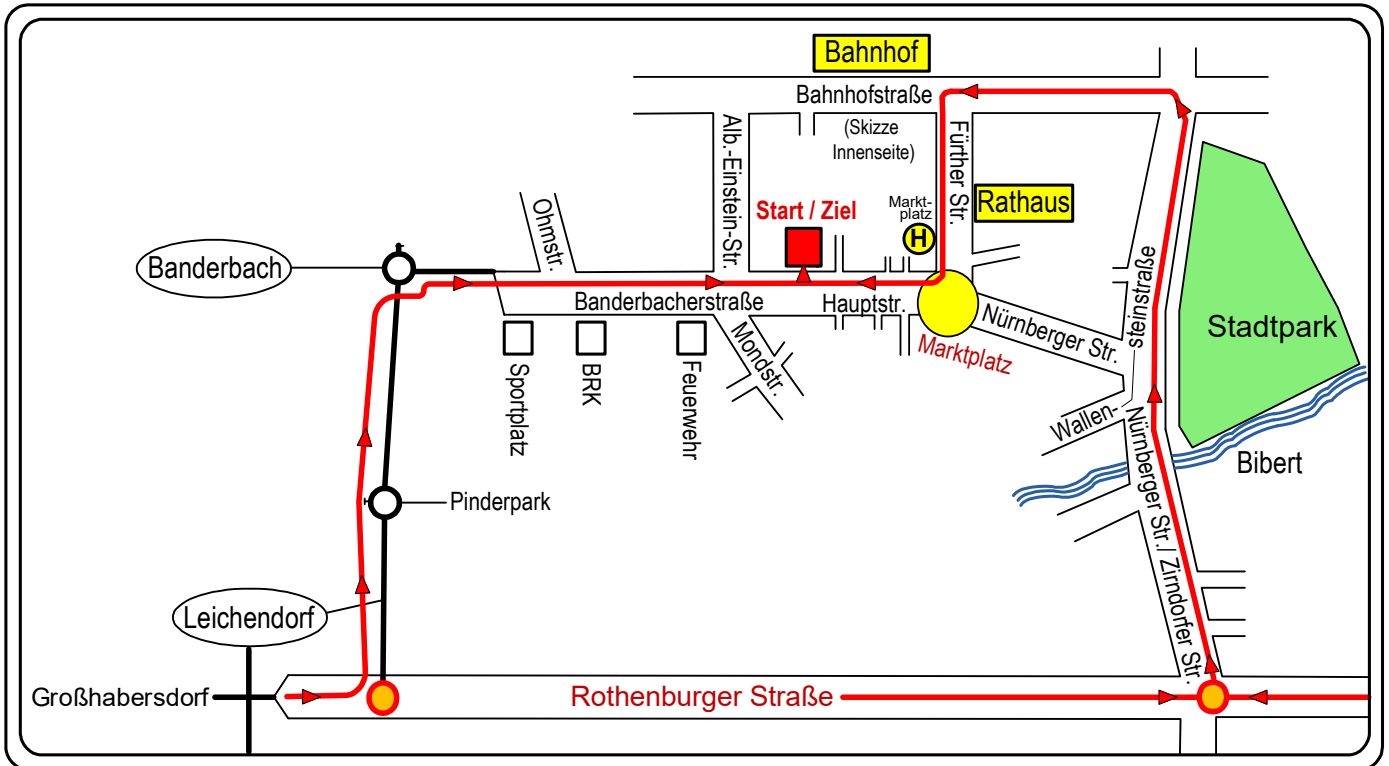 Bahnhof
Bahnhofstraße
(Skizze
Innenseite)
Alb.-Einstein-Str.
Fürther Str.
Rathaus
Markt-
platz
H
Start / Ziel
Ohmstr.
Banderbach
Banderbacherstraße
Hauptstr.
Marktplatz
Nürnberger Str.
Wallen-
steinstraße
Stadtpark
Bibert
Mondstr.
Sportplatz
BRK
Feuerwehr
Pinderpark
Nürnberger Str./ Zirndorfer Str.
Leichendorf
Großhabersdorf
Rothenburger Straße